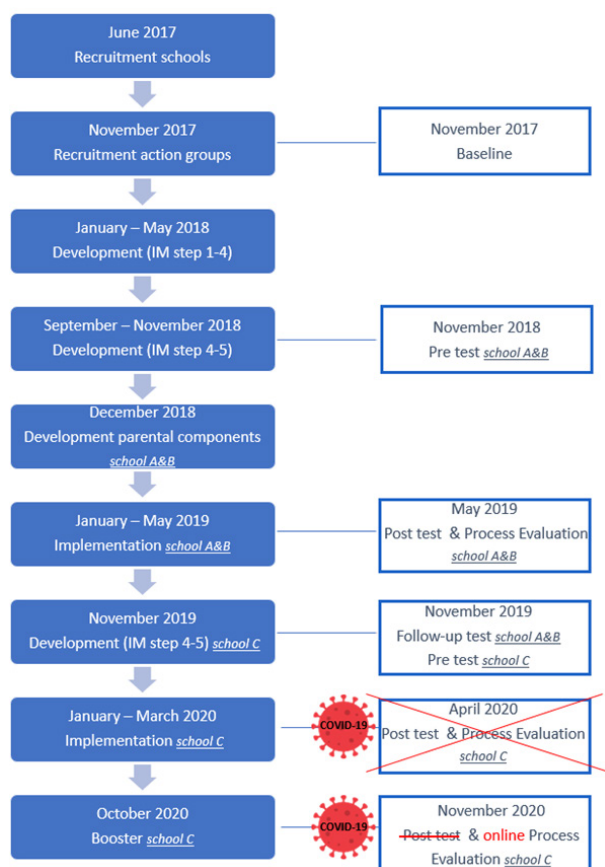 June 2017
Recruitment schools
November 2017
Recruitment action groups
November 2017
Baseline
January – May 2018
Development (IM step 1-4)
September – November 2018
Development (IM step 4-5)
November 2018
Pre test school A&B
December 2018
Development parental components
school A&B
January – May 2019
Implementation school A&B
May 2019
Post test & Process Evaluation
school A&B
November 2019
Development (IM step 4-5) school C
November 2019
Follow-up test school A&B
Pre test school C
January – March 2020
Implementation school C
COVID-19
April 2020
Post test & Process Evaluation
school C
October 2020
Booster school C
COVID-19
November 2020
Post test & online Process
Evaluation school C